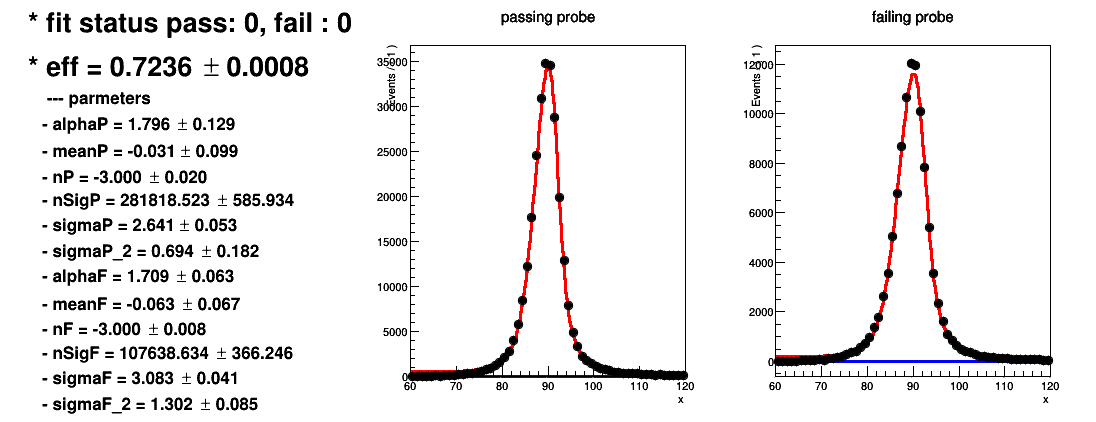 * fit status pass: 0, fail : 0
* eff = 0.7236 ± 0.0008
--- parmeters
- alphaP = 1.796 ± 0.129
- meanP = -0.031 ± 0.099
- nP = -3.000 ± 0.020
- nSigP = 281818.523 ± 585.934
- sigmaP = 2.641 ± 0.053
- sigmaP_2 = 0.694 ± 0.182
- alphaF = 1.709 ± 0.063
- meanF = -0.063 ± 0.067
- nF = -3.000 ± 0.008
- nSigF = 107638.634 ± 366.246
- sigmaF = 3.083 ± 0.041
- sigmaF_2 = 1.302 ± 0.085
passing probe
Events / ( 1 )
35000
30000
25000
20000
15000
10000
5000
0
60 70 80 90 100 110 120
x
failing probe
Events / ( 1 )
12000
10000
8000
6000
4000
2000
0
60 70 80 90 100 110 120
x